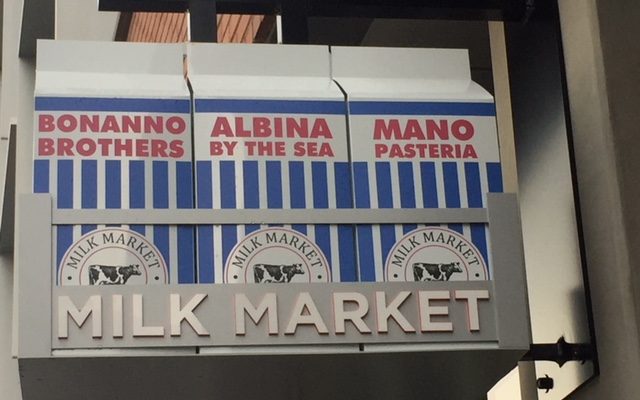 BONANNO
BROTHERS
ALBINA
BY THE SEA
MANO
PASTERIA
MILK MARKET
MILK MARKET
MILK MARKET
MILK MARKET